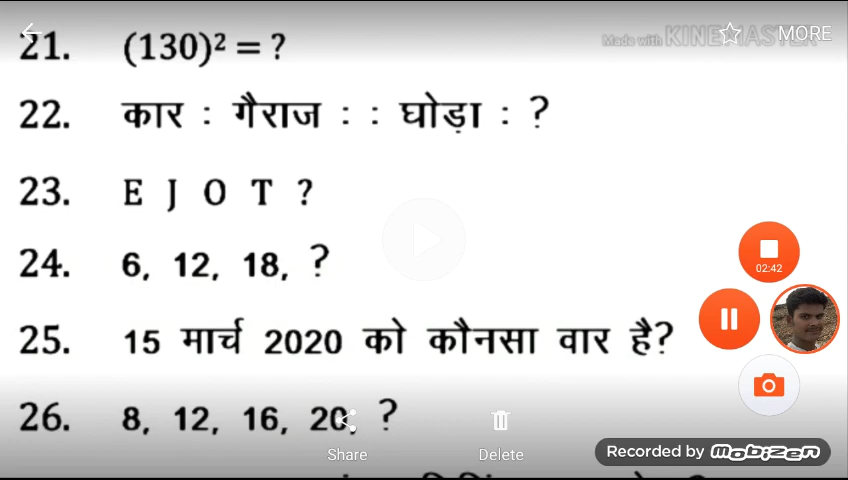 21. (130)² = ?
Made with KINEMASTER
MORE
22. कार : गैराज : : घोड़ा : ?
23. E J O T ?
24. 6, 12, 18, ?
02:42
25. 15 मार्च 2020 को कौनसा वार है?
26. 8, 12, 16, 20, ?
Share
Delete
Recorded by Mobizen